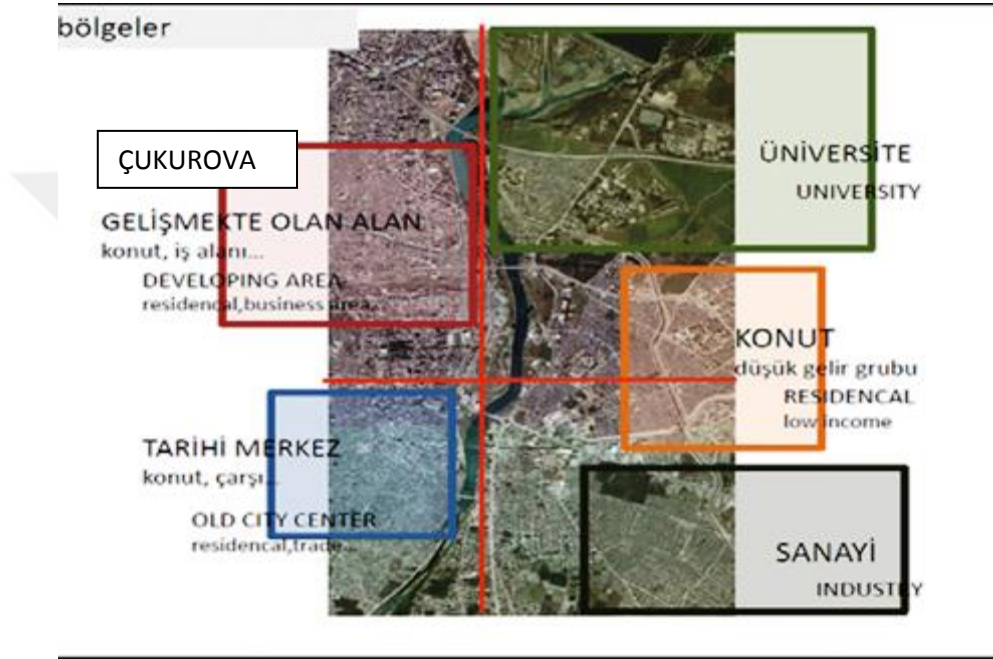 bölgeler
ÇUKUROVA
GELİŞMEKTE OLAN ALAN
konut, iş alanı...
DEVELOPING AREA
residencal,business area...
ÜNİVERSİTE
UNIVERSITY
KONUT
düşük gelir grubu
RESIDENCAL
low income
TARİHİ MERKEZ
konut, çarşı...
OLD CITY CENTER
residencal,trade...
SANAYİ
INDUSTRY